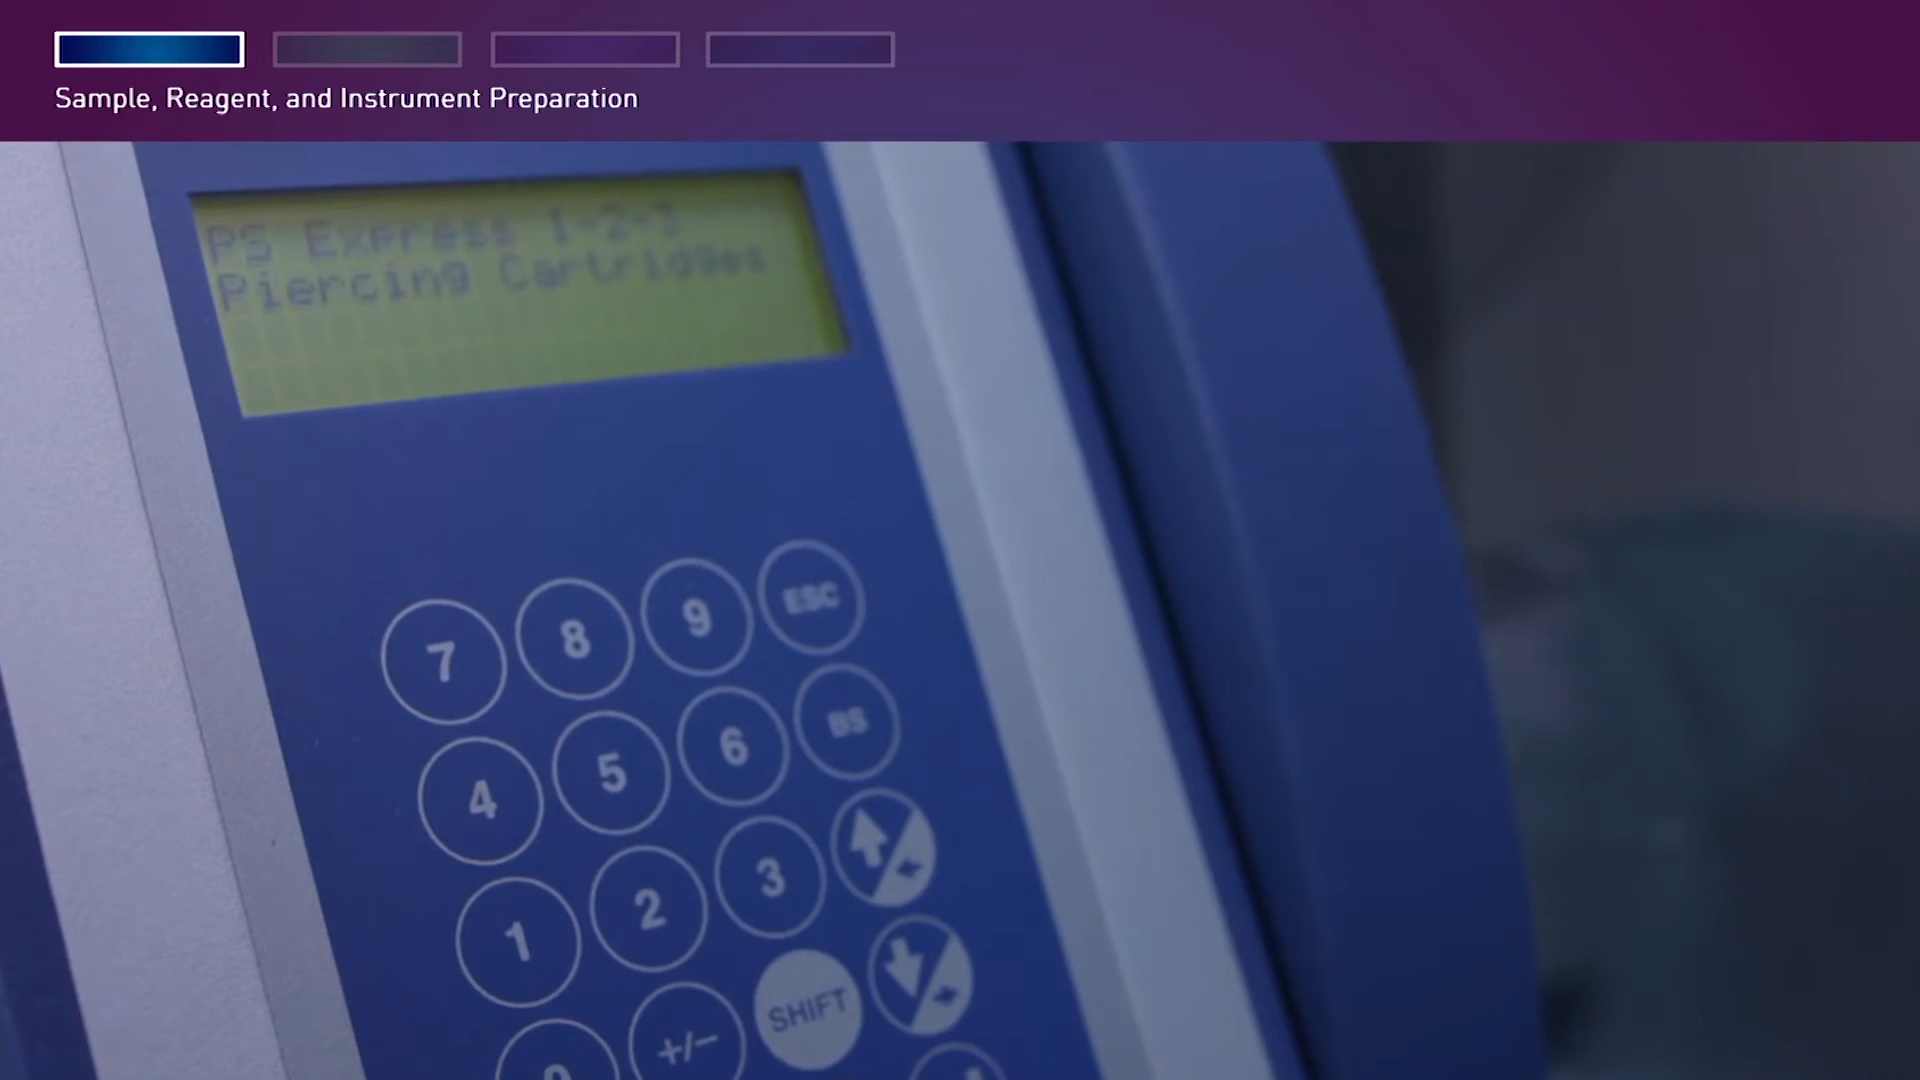 Sample, Reagent, and Instrument Preparation
PS Express 1-2-3
Piercing Cartridges
7 8 9 ESC
4 5 6 BS
1 2 3
0 +/- SHIFT